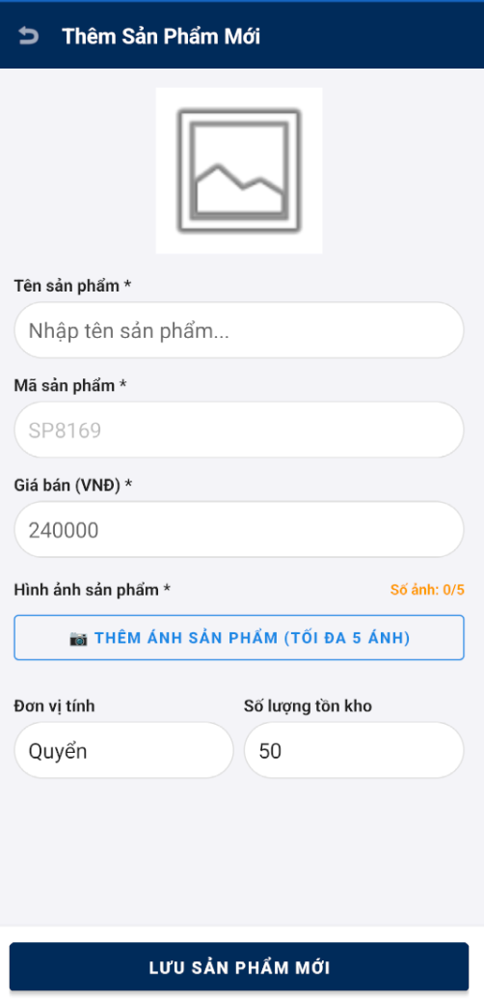 Thêm Sản Phẩm Mới
Tên sản phẩm *
Nhập tên sản phẩm...
Mã sản phẩm *
SP8169
Giá bán (VNĐ) *
240000
Hình ảnh sản phẩm *
Số ảnh: 0/5
📷 THÊM ẢNH SẢN PHẨM (TỐI ĐA 5 ẢNH)
Đơn vị tính
Số lượng tồn kho
Quyển
50
LƯU SẢN PHẨM MỚI